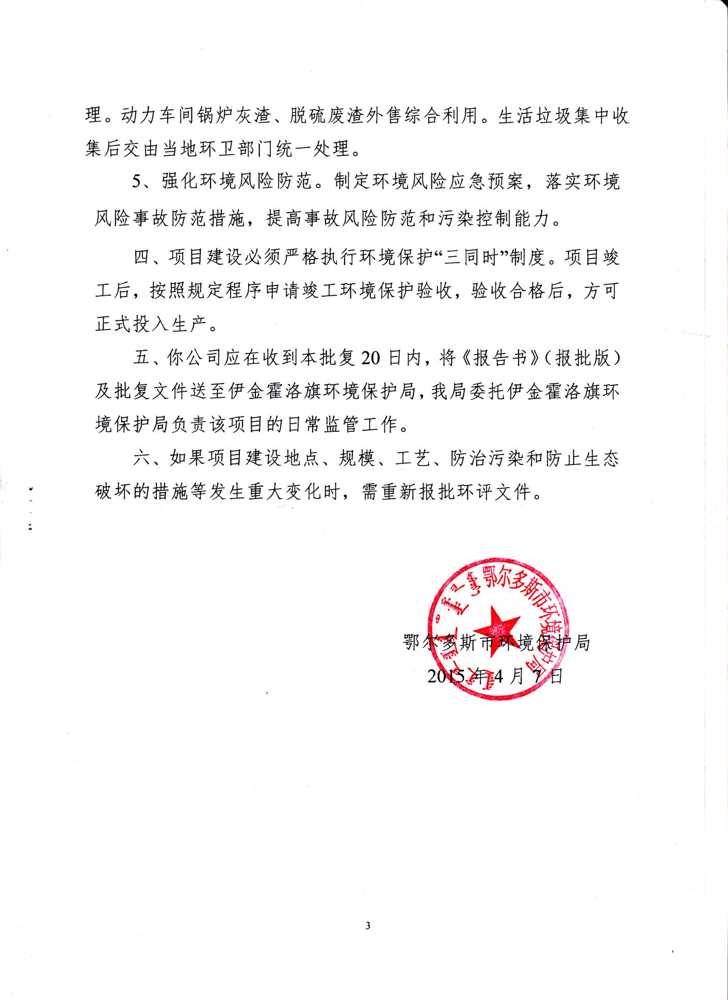 理。动力车间锅炉灰渣、脱硫废渣外售综合利用。生活垃圾集中收
集后交由当地环卫部门统一处理。
5、强化环境风险防范。制定环境风险应急预案，落实环境
风险事故防范措施，提高事故风险防范和污染控制能力。
四、项目建设必须严格执行环境保护“三同时”制度。项目竣
工后，按照规定程序申请竣工环境保护验收，验收合格后，方可
正式投入生产。
五、你公司应在收到本批复 20 日内，将《报告书》（报批版）
及批复文件送至伊金霍洛旗环境保护局，我局委托伊金霍洛旗环
境保护局负责该项目的日常监管工作。
六、如果项目建设地点、规模、工艺、防治污染和防止生态
破坏的措施等发生重大变化时，需重新报批环评文件。
鄂尔多斯市环境保护局
鄂尔多斯市环境保护局
2015 年 4 月 7 日
3